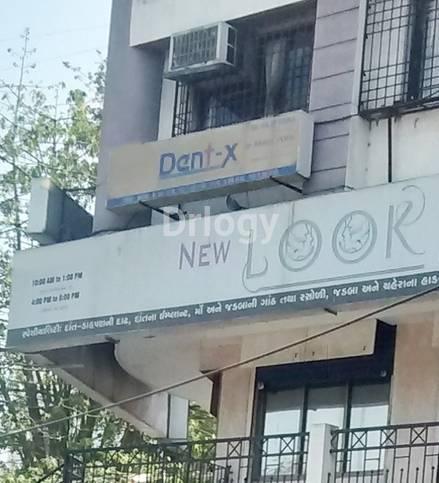 Dent-x
Drlogy
NEW LOOK
10:00 AM to 1:00 PM
4:00 PM to 8:00 PM
સ્પેશીયાલિટી: દાંત-ડાહપણની દાઢ, દાંતના ઈમ્પ્લાન્ટ, મોં અને જડબાની ગાંઠ તથા રસોળી, જડબા અને ચહેરાના હાડ